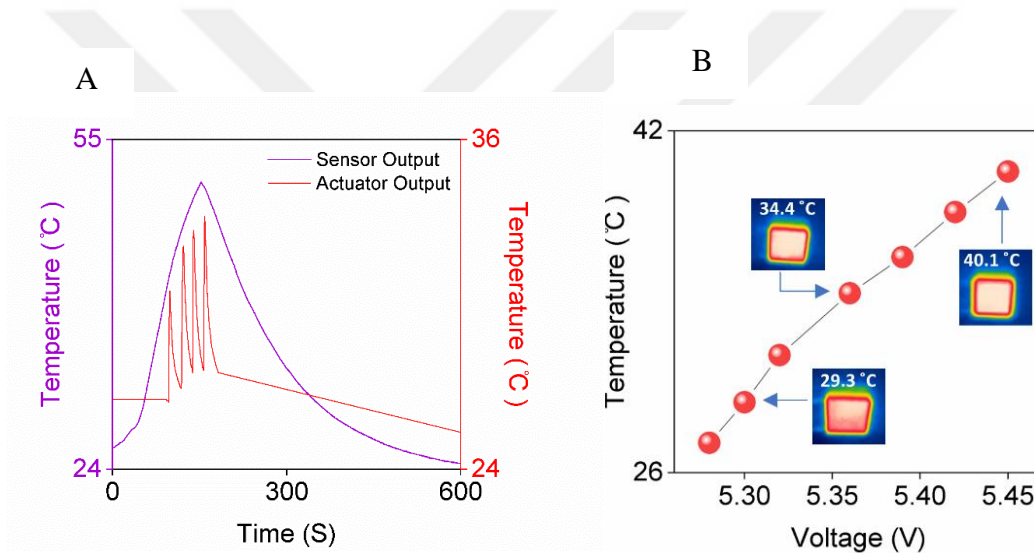 A
B
55
36
42
Sensor Output
Actuator Output
Temperature (°C)
Temperature (°C)
Temperature (°C)
34.4 °C
40.1 °C
29.3 °C
24
24
26
0
300
600
5.30
5.35
5.40
5.45
Time (S)
Voltage (V)